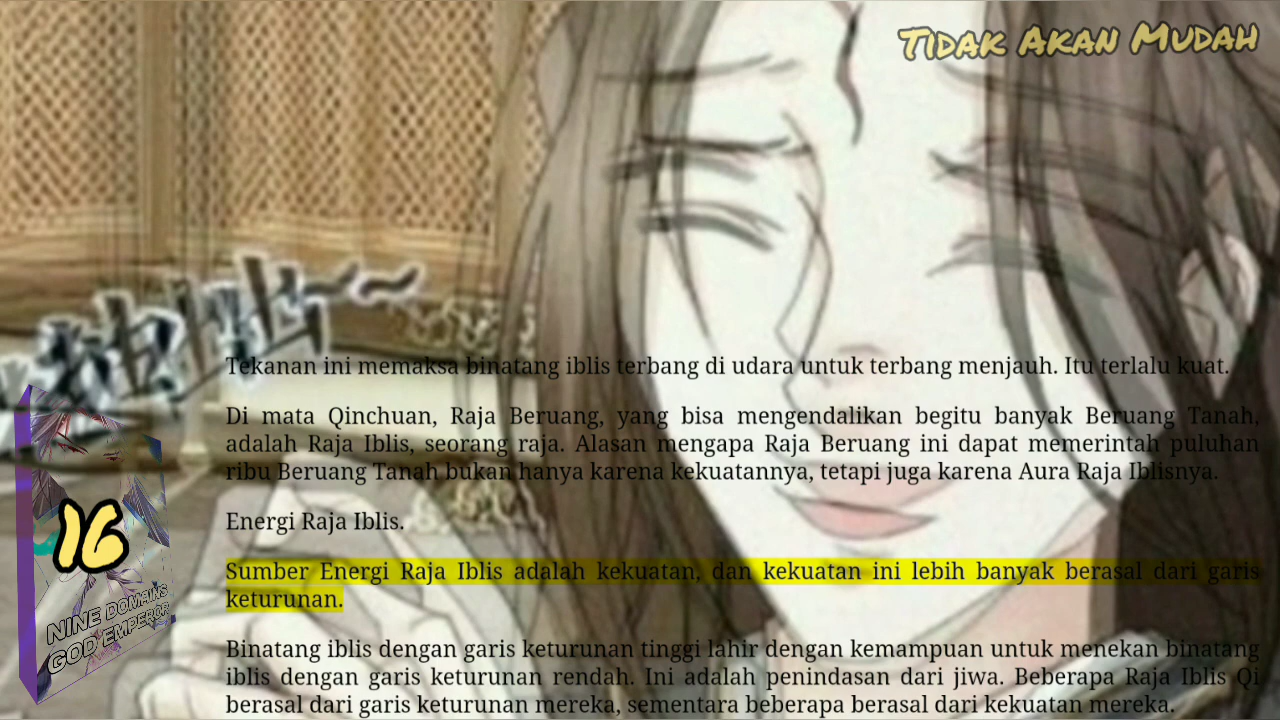 Tidak Akan Mudah
Tekanan ini memaksa binatang iblis terbang di udara untuk terbang menjauh. Itu terlalu kuat.
Di mata Qinchuan, Raja Beruang, yang bisa mengendalikan begitu banyak Beruang Tanah,
adalah Raja Iblis, seorang raja. Alasan mengapa Raja Beruang ini dapat memerintah puluhan
ribu Beruang Tanah bukan hanya karena kekuatannya, tetapi juga karena Aura Raja Iblisnya.
Energi Raja Iblis.
Sumber Energi Raja Iblis adalah kekuatan, dan kekuatan ini lebih banyak berasal dari garis
keturunan.
Binatang iblis dengan garis keturunan tinggi lahir dengan kemampuan untuk menekan binatang
iblis dengan garis keturunan rendah. Ini adalah penindasan dari jiwa. Beberapa Raja Iblis Qi
berasal dari garis keturunan mereka, sementara beberapa berasal dari kekuatan mereka.
16
NINE DOMAINS
GOD EMPEROR